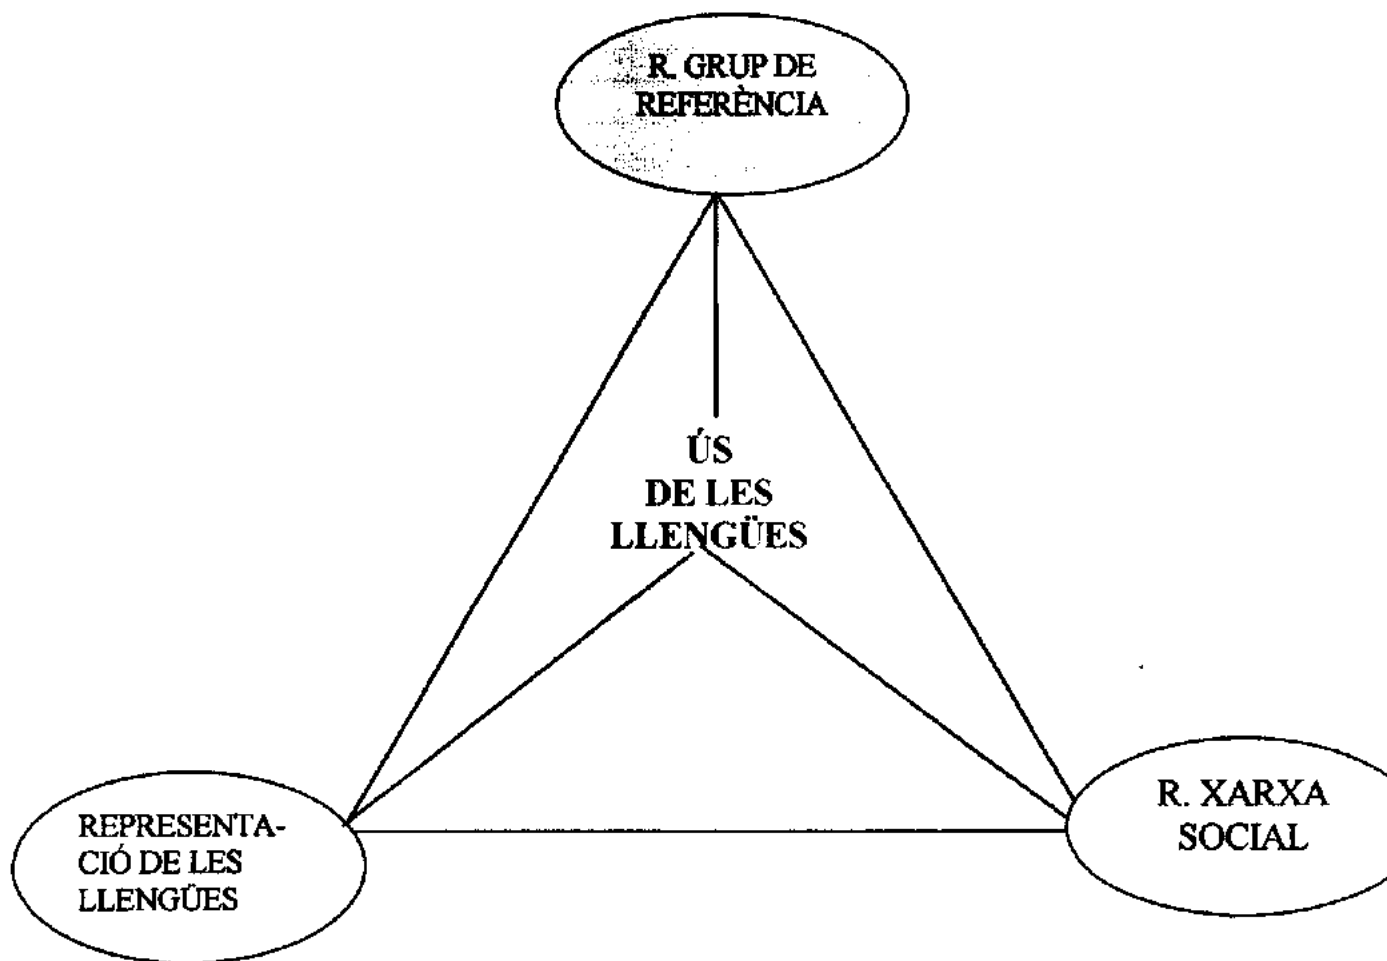 R. GRUP DE
REFERÈNCIA
ÚS
DE LES
LLENGÜES
REPRESENTA-
CIÓ DE LES
LLENGÜES
R. XARXA
SOCIAL